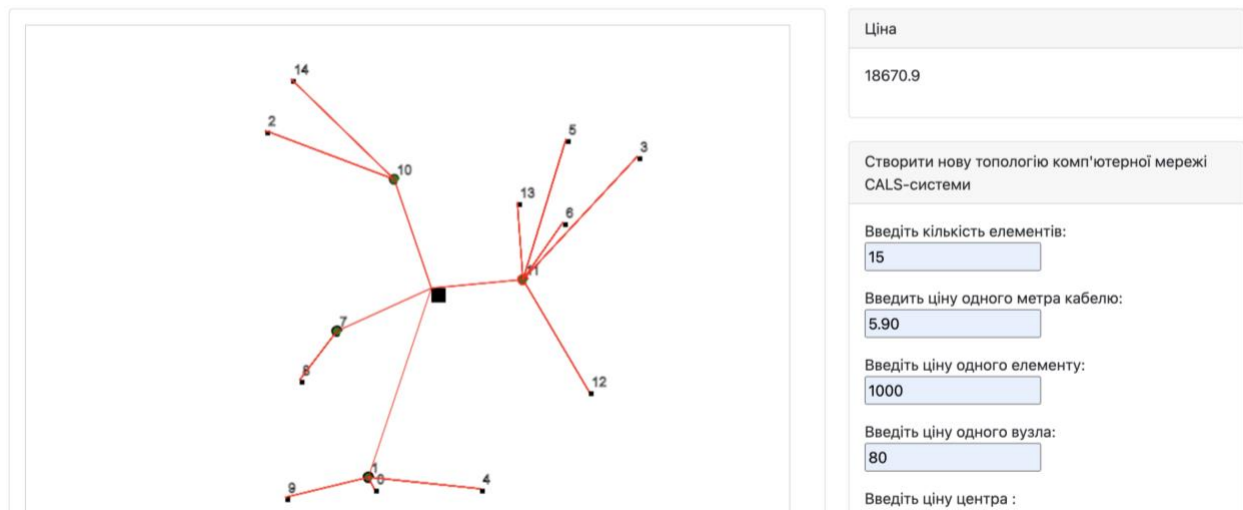 14
2
5
3
10
13
6
11
7
8
12
1
0
4
9
Ціна
18670.9
Створити нову топологію комп'ютерної мережі
CALS-системи
Введіть кількість елементів:
15
Введить ціну одного метра кабелю:
5.90
Введіть ціну одного елементу:
1000
Введіть ціну одного вузла:
80
Введіть ціну центра :